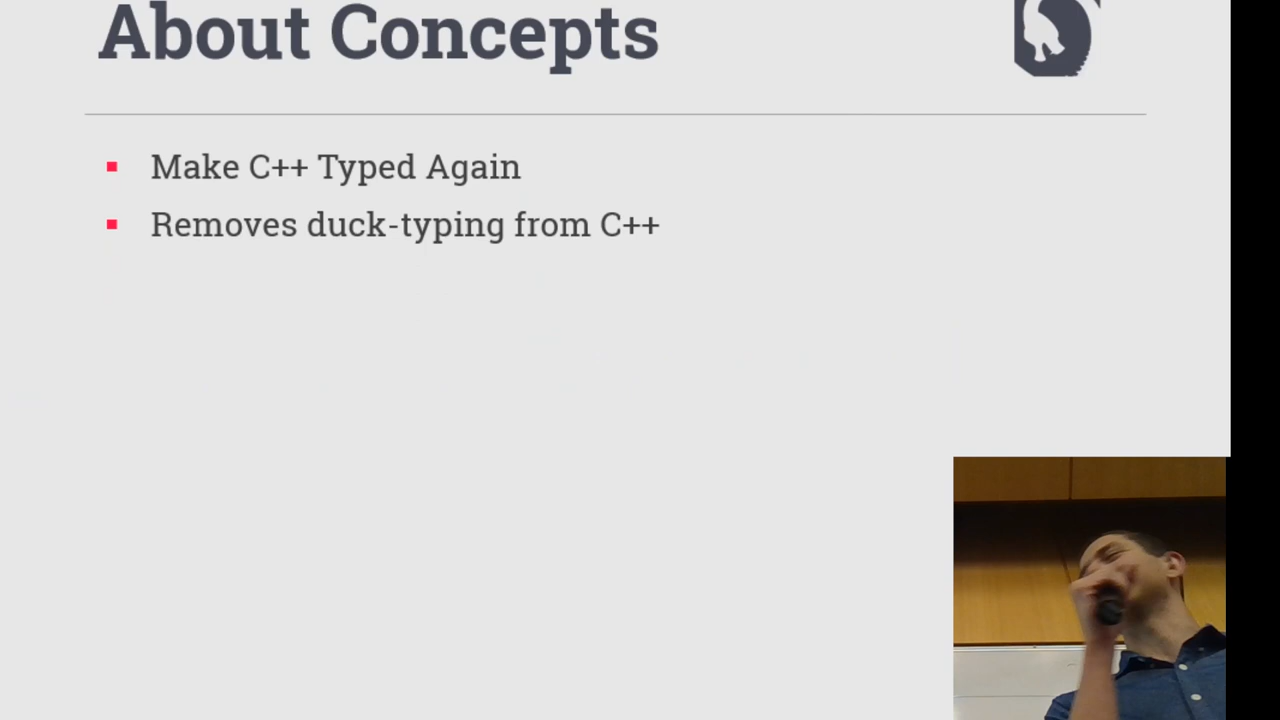 About Concepts
Make C++ Typed Again
Removes duck-typing from C++